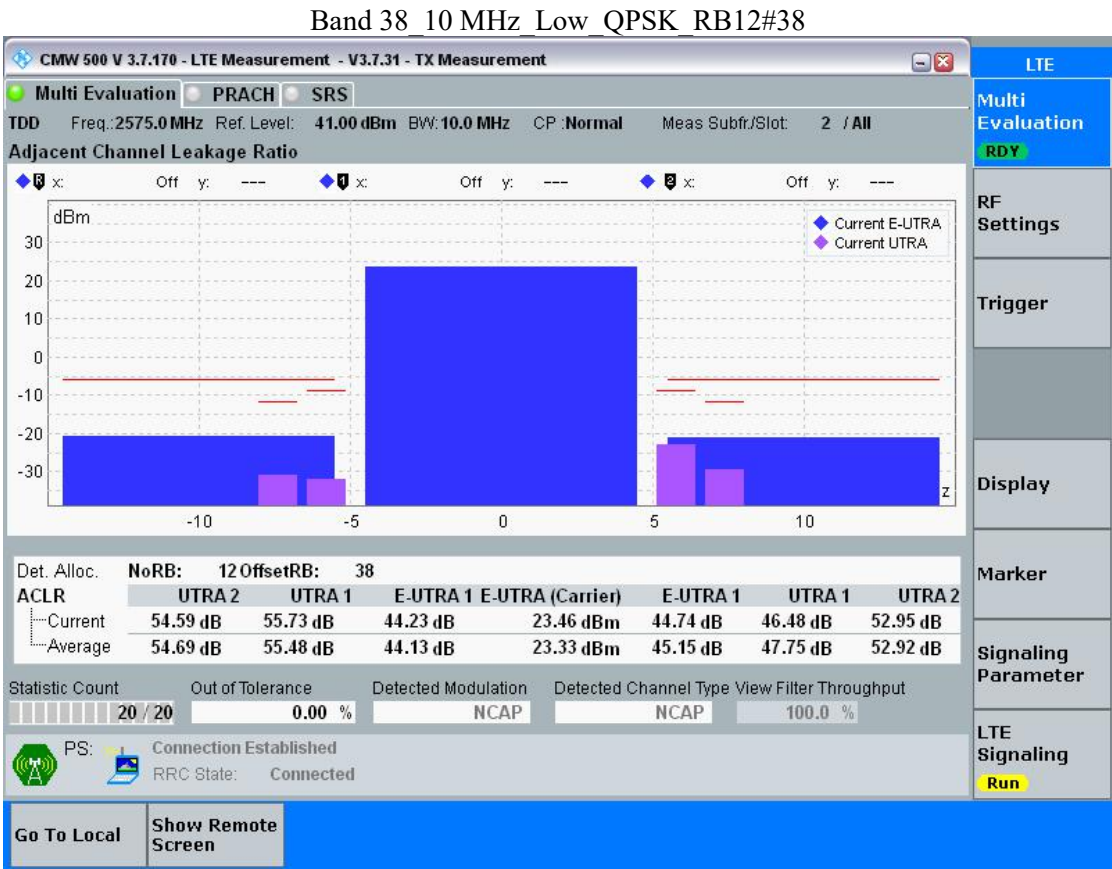 Band 38_10 MHz_Low_QPSK_RB12#38
CMW 500 V 3.7.170 - LTE Measurement - V3.7.31 - TX Measurement
LTE
Multi Evaluation PRACH SRS
Multi Evaluation
RDY
TDD Freq.:2575.0 MHz Ref. Level: 41.00 dBm BW:10.0 MHz CP :Normal Meas Subfr./Slot: 2 / All
Adjacent Channel Leakage Ratio
R x: Off y: --- 1 x: Off y: --- 2 x: Off y: ---
dBm
Current E-UTRA
Current UTRA
30
20
10
0
-10
-20
-30
z
-10 -5 0 5 10
RF Settings
Trigger
Display
Marker
Signaling Parameter
LTE Signaling
Run
Det. Alloc. NoRB: 12 OffsetRB: 38
ACLR UTRA 2 UTRA 1 E-UTRA 1 E-UTRA (Carrier) E-UTRA 1 UTRA 1 UTRA 2
Current 54.59 dB 55.73 dB 44.23 dB 23.46 dBm 44.74 dB 46.48 dB 52.95 dB
Average 54.69 dB 55.48 dB 44.13 dB 23.33 dBm 45.15 dB 47.75 dB 52.92 dB
Statistic Count Out of Tolerance Detected Modulation Detected Channel Type View Filter Throughput
20 / 20 0.00 % NCAP NCAP 100.0 %
PS: Connection Established
RRC State: Connected
Go To Local
Show Remote Screen